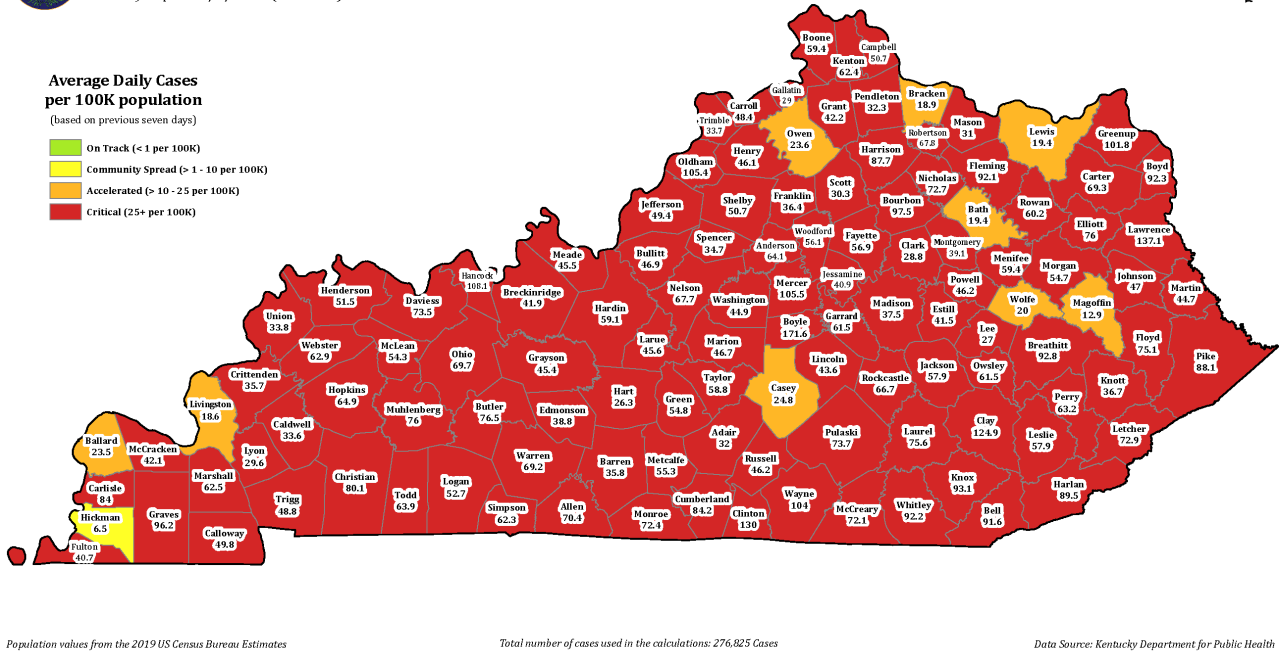 Average Daily Cases
per 100K population
(based on previous seven days)
On Track (< 1 per 100K)
Community Spread (> 1 - 10 per 100K)
Accelerated (> 10 - 25 per 100K)
Critical (25+ per 100K)
Boone
59.4
Kenton
62.4
Campbell
50.7
Gallatin
29
Carroll
48.4
Trimble
33.7
Grant
42.2
Pendleton
32.3
Bracken
18.9
Robertson
67.8
Mason
31
Lewis
19.4
Greenup
101.8
Boyd
92.3
Owen
23.6
Henry
46.1
Oldham
105.4
Harrison
87.7
Nicholas
72.7
Fleming
92.1
Carter
69.3
Jefferson
49.4
Shelby
50.7
Franklin
36.4
Scott
30.3
Bourbon
97.5
Bath
19.4
Rowan
60.2
Elliott
76
Lawrence
137.1
Spencer
34.7
Bullitt
46.9
Anderson
64.1
Woodford
56.1
Fayette
56.9
Clark
28.8
Montgomery
39.1
Menifee
59.4
Morgan
54.7
Johnson
47
Martin
44.7
Meade
45.5
Hancock
108.1
Breckinridge
41.9
Henderson
51.5
Daviess
73.5
Union
33.8
Hardin
59.1
Nelson
67.7
Washington
44.9
Mercer
105.5
Jessamine
40.9
Garrard
61.5
Madison
37.5
Estill
41.5
Powell
46.2
Wolfe
20
Magoffin
12.9
Lee
27
Breathitt
92.8
Floyd
75.1
Pike
88.1
Boyle
171.6
Webster
62.9
McLean
54.3
Ohio
69.7
Grayson
45.4
Larue
45.6
Marion
46.7
Lincoln
43.6
Crittenden
35.7
Hopkins
64.9
Muhlenberg
76
Butler
76.5
Edmonson
38.8
Hart
26.3
Green
54.8
Taylor
58.8
Casey
24.8
Rockcastle
66.7
Jackson
57.9
Owsley
61.5
Perry
63.2
Knott
36.7
Letcher
72.9
Livingston
18.6
Ballard
23.5
McCracken
42.1
Caldwell
33.6
Lyon
29.6
Marshall
62.5
Carlisle
84
Hickman
6.5
Fulton
40.7
Graves
96.2
Calloway
49.8
Trigg
48.8
Christian
80.1
Todd
63.9
Logan
52.7
Warren
69.2
Simpson
62.3
Allen
70.4
Barren
35.8
Metcalfe
55.3
Adair
32
Russell
46.2
Monroe
72.4
Cumberland
84.2
Clinton
130
Wayne
104
Pulaski
73.7
McCreary
72.1
Laurel
75.6
Clay
124.9
Leslie
57.9
Whitley
92.2
Knox
93.1
Bell
91.6
Harlan
89.5
Population values from the 2019 US Census Bureau Estimates
Total number of cases used in the calculations: 276,825 Cases
Data Source: Kentucky Department for Public Health